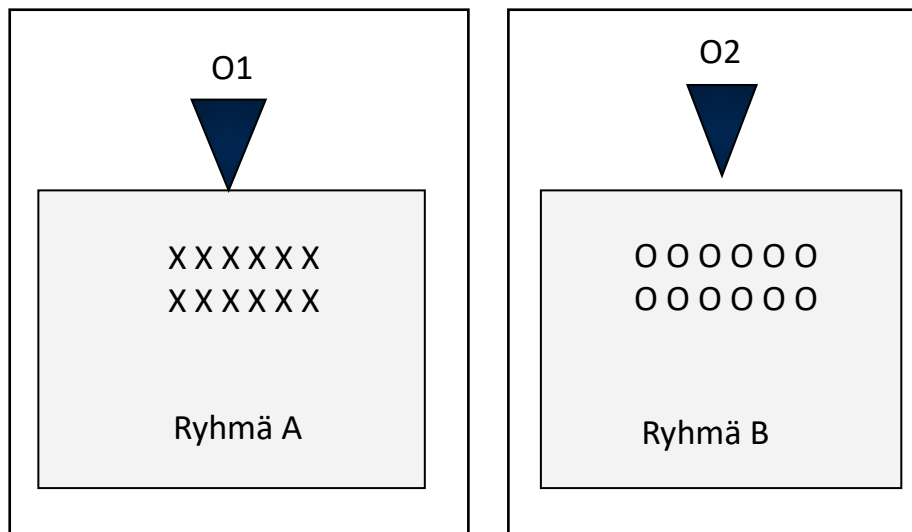 O1
X X X X X X
X X X X X X
Ryhmä A
O2
O O O O O O
O O O O O O
Ryhmä B